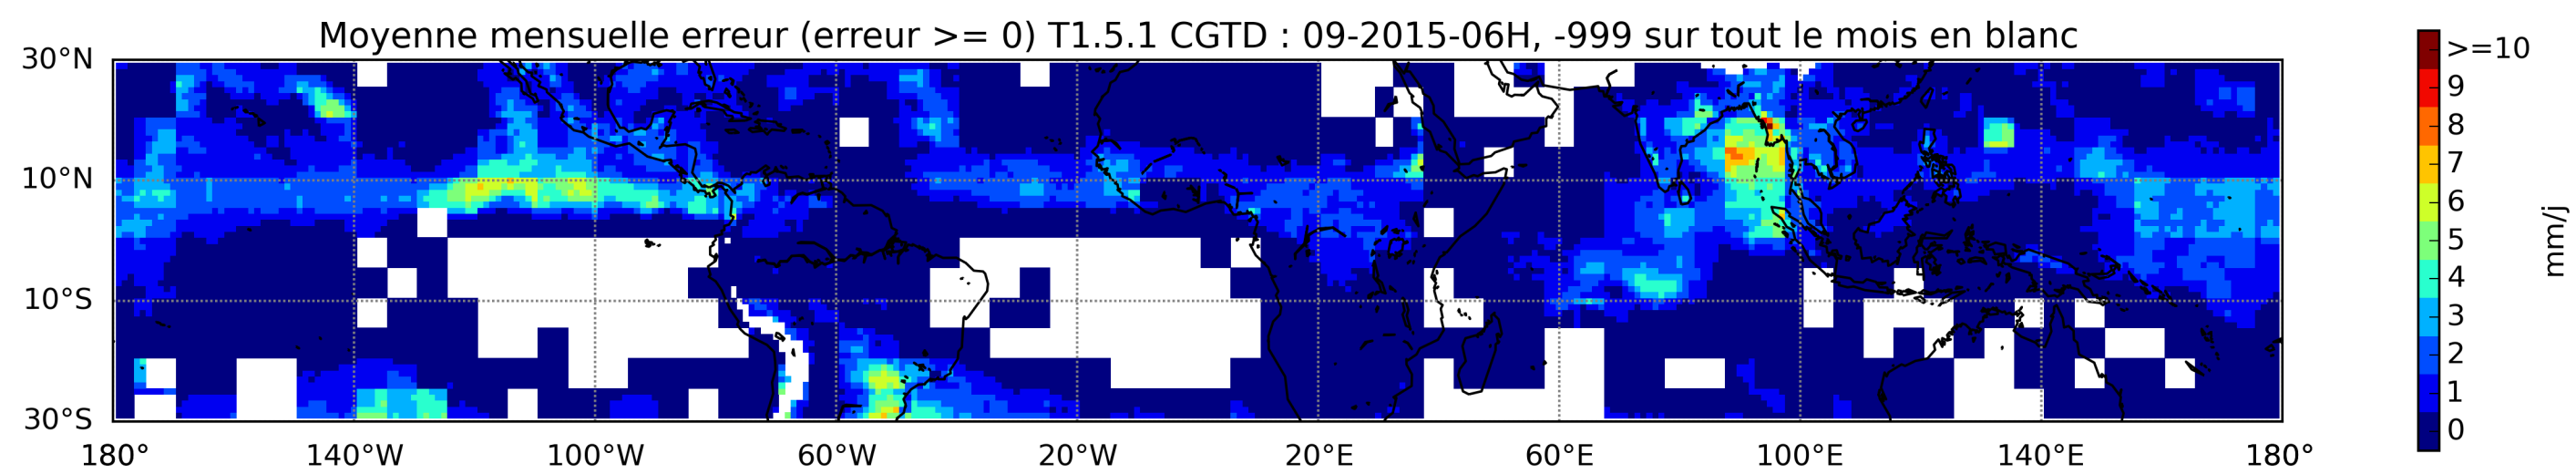 Moyenne mensuelle erreur (erreur >= 0) T1.5.1 CGTD : 09-2015-06H, -999 sur tout le mois en blanc
30°N
10°N
10°S
30°S
180° 140°W 100°W 60°W 20°W 20°E 60°E 100°E 140°E 180°
>=10
9
8
7
6
5
4
3
2
1
0
mm/j